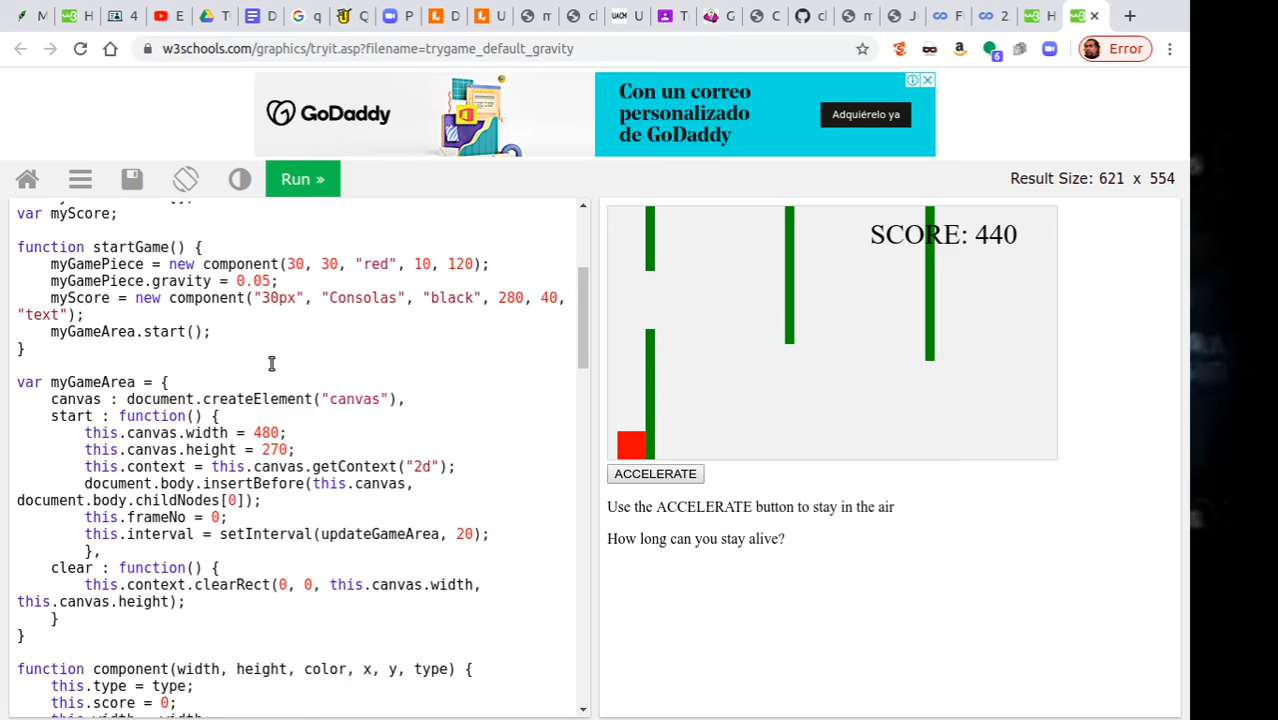 M
H
4
E
T
D
q
C
D
P
D
U
m
cl
UACM
U
T
G
C
cl
m
J
F
2
H
w3schools.com/graphics/tryit.asp?filename=trygame_default_gravity
6
Error
GoDaddy
Con un correo
personalizado
de GoDaddy
Adquiérelo ya
Run »
Result Size: 621 x 554
var myScore;
function startGame() {
myGamePiece = new component(30, 30, "red", 10, 120);
myGamePiece.gravity = 0.05;
myScore = new component("30px", "Consolas", "black", 280, 40,
"text");
myGameArea.start();
}
var myGameArea = {
canvas : document.createElement("canvas"),
start : function() {
this.canvas.width = 480;
this.canvas.height = 270;
this.context = this.canvas.getContext("2d");
document.body.insertBefore(this.canvas,
document.body.childNodes[0]);
this.frameNo = 0;
this.interval = setInterval(updateGameArea, 20);
},
clear : function() {
this.context.clearRect(0, 0, this.canvas.width,
this.canvas.height);
}
}
function component(width, height, color, x, y, type) {
this.type = type;
this.score = 0;
SCORE: 440
ACCELERATE
Use the ACCELERATE button to stay in the air
How long can you stay alive?